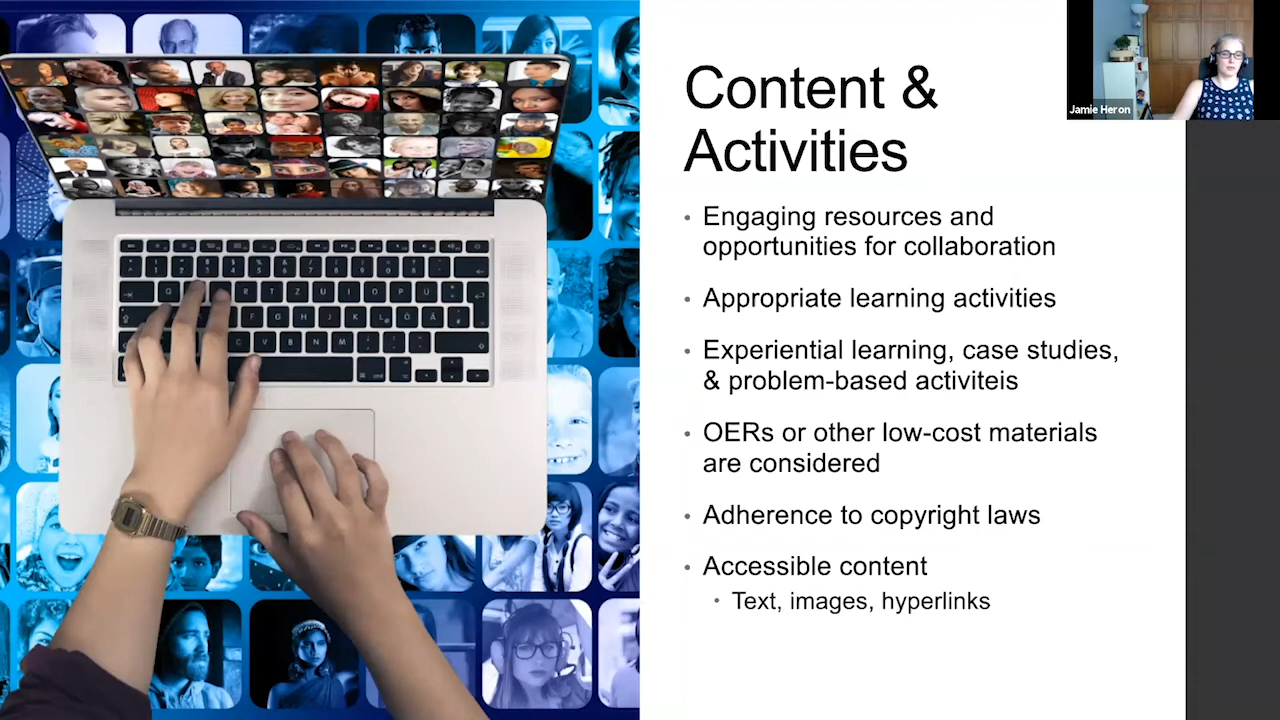 Content &
Activities
Jamie Heron
• Engaging resources and
opportunities for collaboration
• Appropriate learning activities
• Experiential learning, case studies,
& problem-based activiteis
• OERs or other low-cost materials
are considered
• Adherence to copyright laws
• Accessible content
• Text, images, hyperlinks